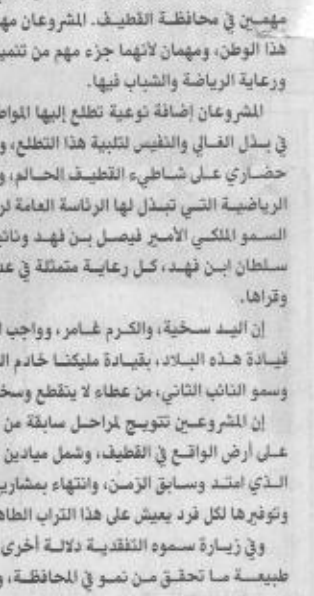 مهمين في محافظة القطيف. المشروعان مه
هذا الوطن، ومهمان لأنهما جزء مهم من تنمي
ورعاية الرياضة والشباب فيها.
المشروعان إضافة نوعية تطلع إليها المواط
في بذل الغالي والنفيس لتلبية هذا التطلع، و
حضاري على شاطيء القطيف الحالم، و
الرياضية التي تبذل لها الرئاسة العامة لر
السمو الملكي الأمير فيصل بن فهد ونائب
سلطان ابن فهد، كل رعاية متمثلة في عد
وقراها.
إن اليد سخية، والكرم غامر، وواجب ا
قيادة هذه البلاد، بقيادة مليكنا خادم ال
وسمو النائب الثاني، من عطاء لا ينقطع وسخ
إن المشروعين تتويج لمراحل سابقة من
على أرض الواقع في القطيف، وشمل ميادين
الذي امتد وسابق الزمن، وانتهاء بمشاريع
وتوفيرها لكل فرد يعيش على هذا التراب الطاه
وفي زيارة سموه التفقدية دلالة أخرى
طبيعة ما تحقق من نمو في المحافظة، و